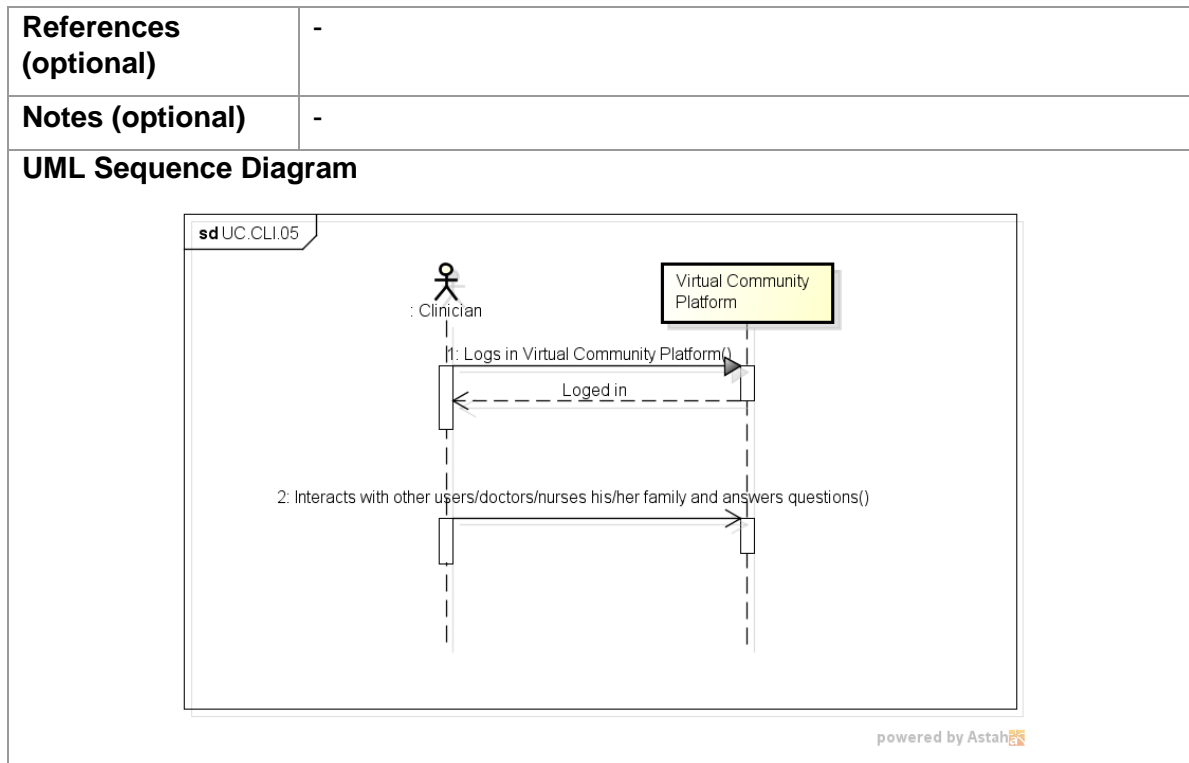 References
(optional)
-
Notes (optional)
-
UML Sequence Diagram
sd UC.CLI.05
: Clinician
Virtual Community
Platform
1: Logs in Virtual Community Platform()
Loged in
2: Interacts with other users/doctors/nurses his/her family and answers questions()
powered by Astah